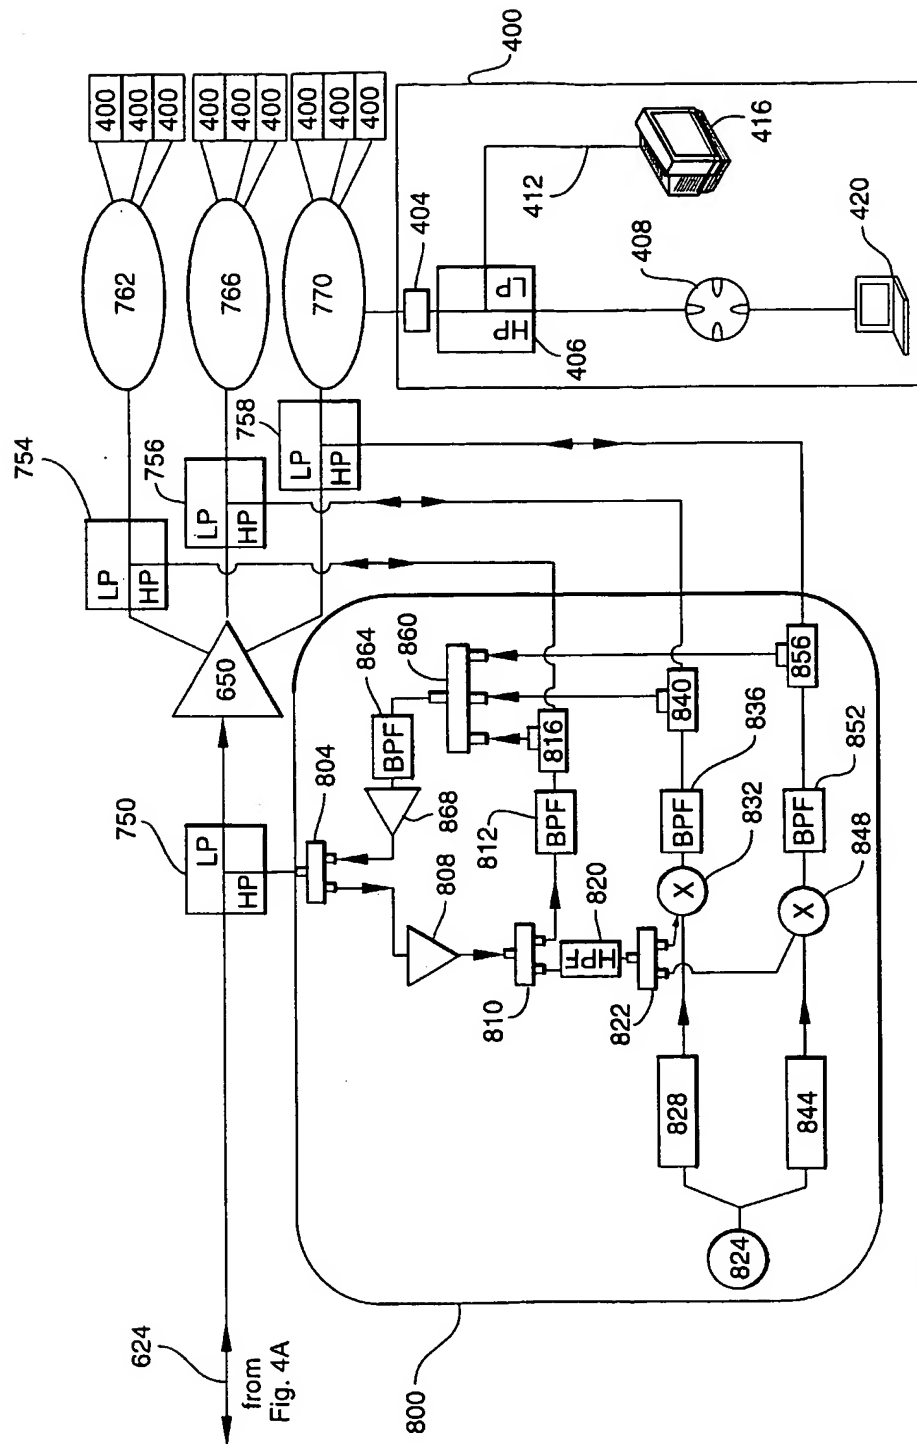 624
from
Fig. 4A
750
LP
HP
650
754
LP
HP
756
LP
HP
758
LP
HP
762
766
770
400
400
400
400
400
400
400
400
400
400
404
HP
LP
406
412
416
408
420
800
804
864
BPF
868
860
808
810
812
BPF
816
820
HPF
822
824
828
832
836
BPF
840
844
848
852
BPF
856
X
X